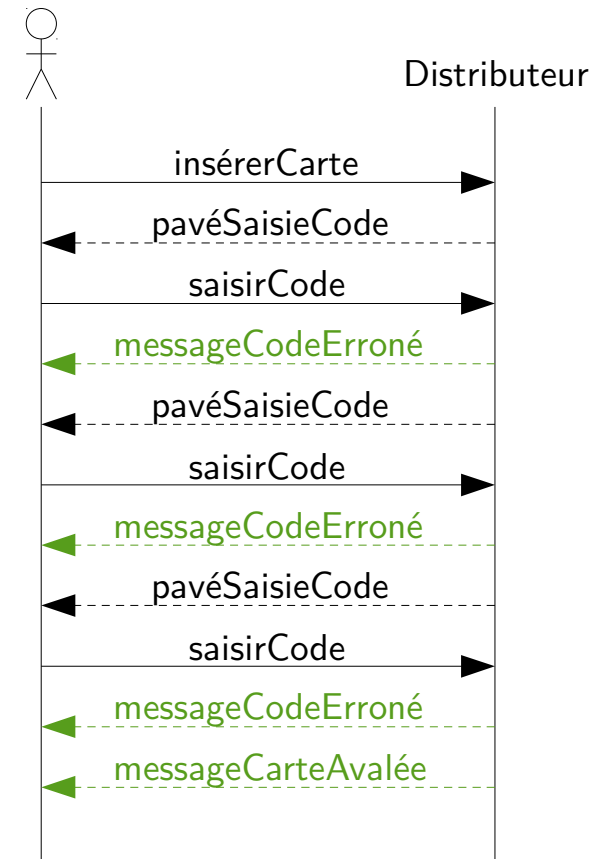 Distributeur
insérerCarte
pavéSaisieCode
saisirCode
messageCodeErroné
pavéSaisieCode
saisirCode
messageCodeErroné
pavéSaisieCode
saisirCode
messageCodeErroné
messageCarteAvalée